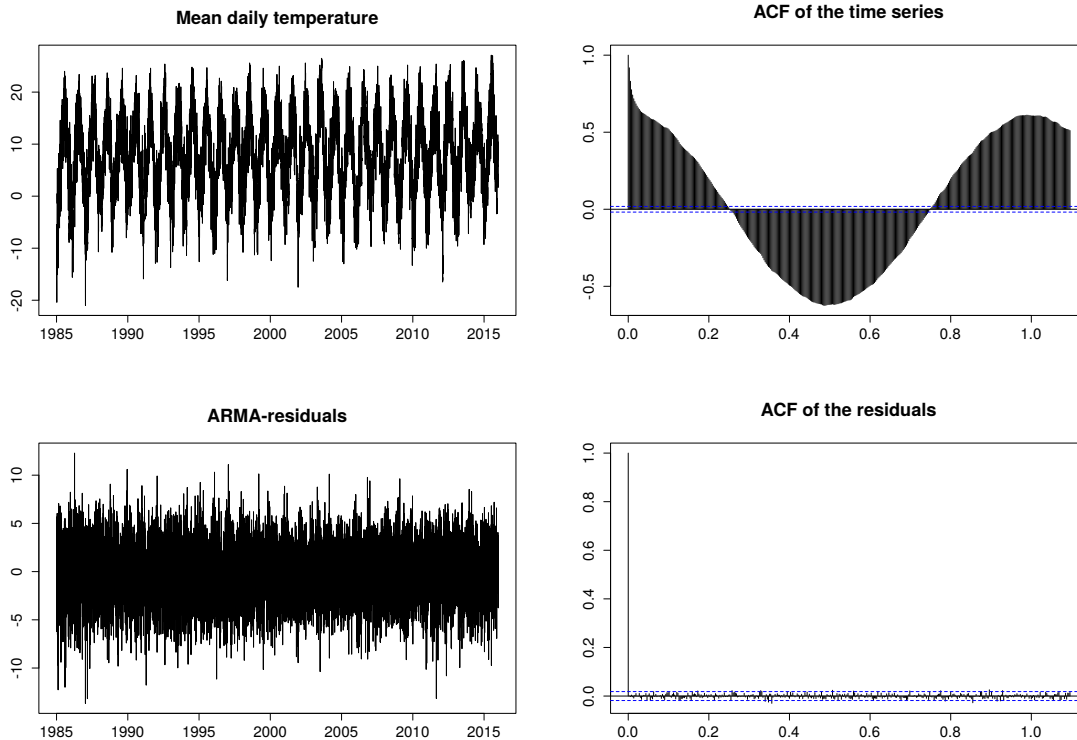 Mean daily temperature
20
10
0
-10
-20
1985 1990 1995 2000 2005 2010 2015
ACF of the time series
1.0
0.5
0.0
-0.5
0.0 0.2 0.4 0.6 0.8 1.0
ARMA-residuals
10
5
0
-5
-10
1985 1990 1995 2000 2005 2010 2015
ACF of the residuals
1.0
0.8
0.6
0.4
0.2
0.0
0.0 0.2 0.4 0.6 0.8 1.0